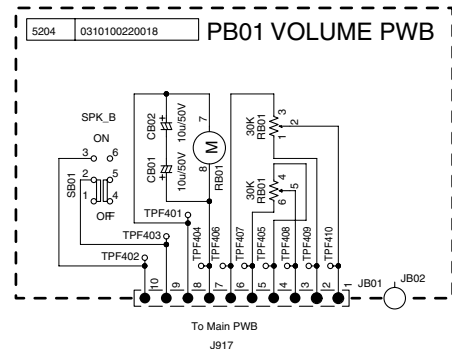 5204 0310100220018
PB01 VOLUME PWB
SPK_B
ON
3 6
2 5
1 4
SB01
OFF
CB02
10u/50V
CB01
10u/50V
7
M
8
RB01
30K
RB01
3
2
1
30K
RB01
4
5
6
TPF401
TPF403
TPF402
TPF404
TPF406
TPF407
TPF405
TPF408
TPF409
TPF410
10 9 8 7 6 5 4 3 2 1
JB01
JB02
To Main PWB
J917